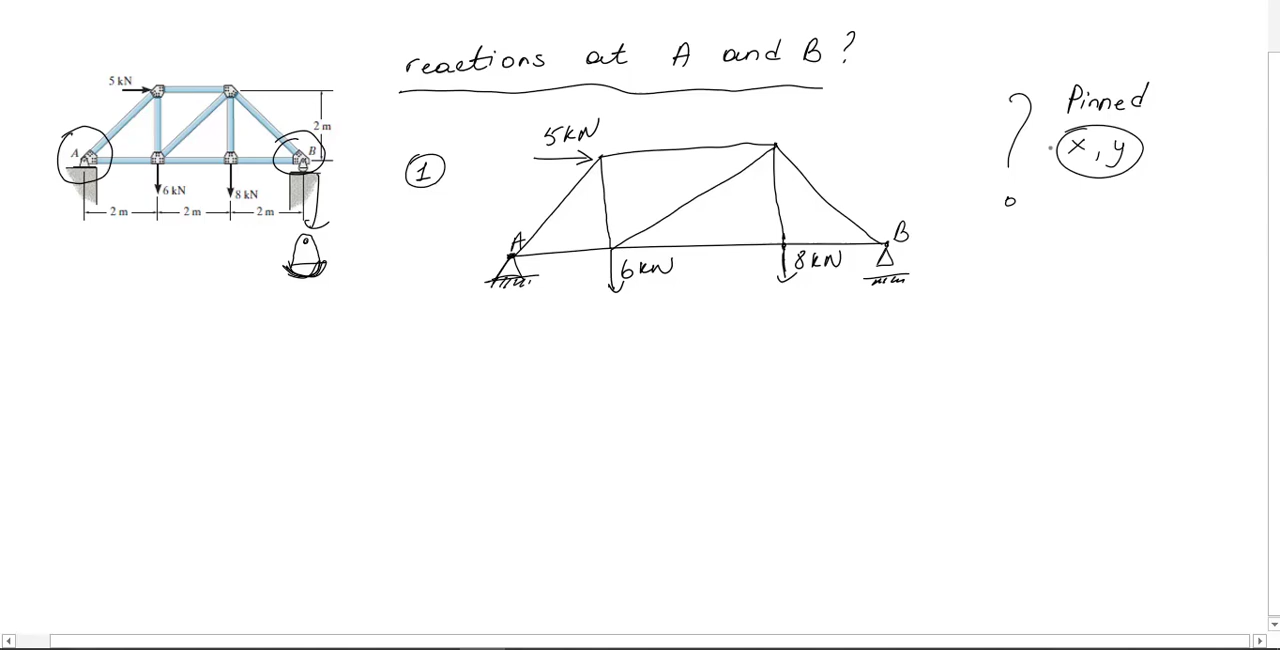 reactions at A and B ?
5 kN
A
B
2 m
6 kN
8 kN
2 m
2 m
2 m
1
5kN
A
B
6kN
8kN
?
Pinned
x, y